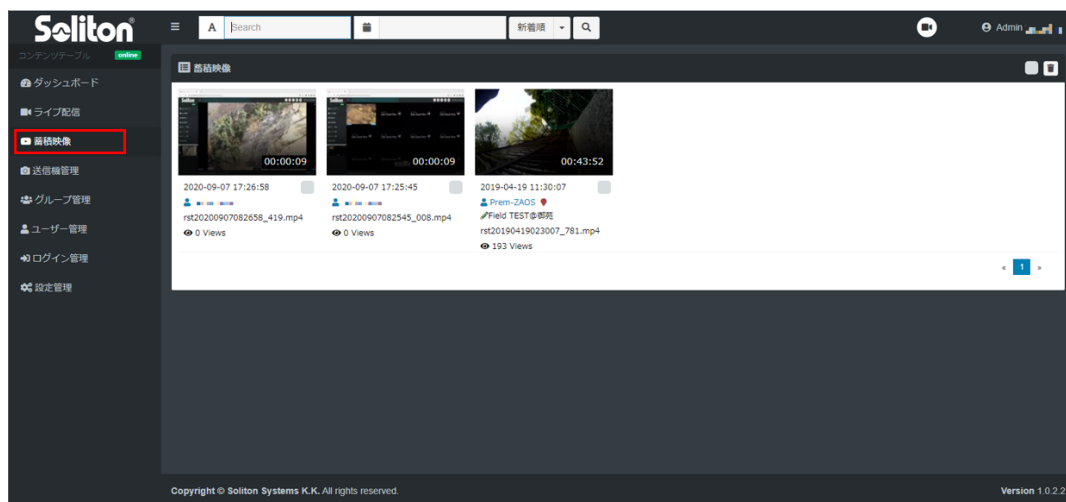 Soliton®
A Search 新着順 Admin
コンテンツテーブル online
蓄積映像
ダッシュボード
ライブ配信
蓄積映像
送信機管理
グループ管理
ユーザー管理
ログイン管理
設定管理
00:00:09
2020-09-07 17:26:58
rst20200907082658_419.mp4
0 Views
00:00:09
2020-09-07 17:25:45
rst20200907082545_008.mp4
0 Views
00:43:52
2019-04-19 11:30:07
Prem-ZAOS
Field TEST@御苑
rst20190419023007_781.mp4
193 Views
« 1 »
Copyright © Soliton Systems K.K. All rights reserved.
Version 1.0.2.2